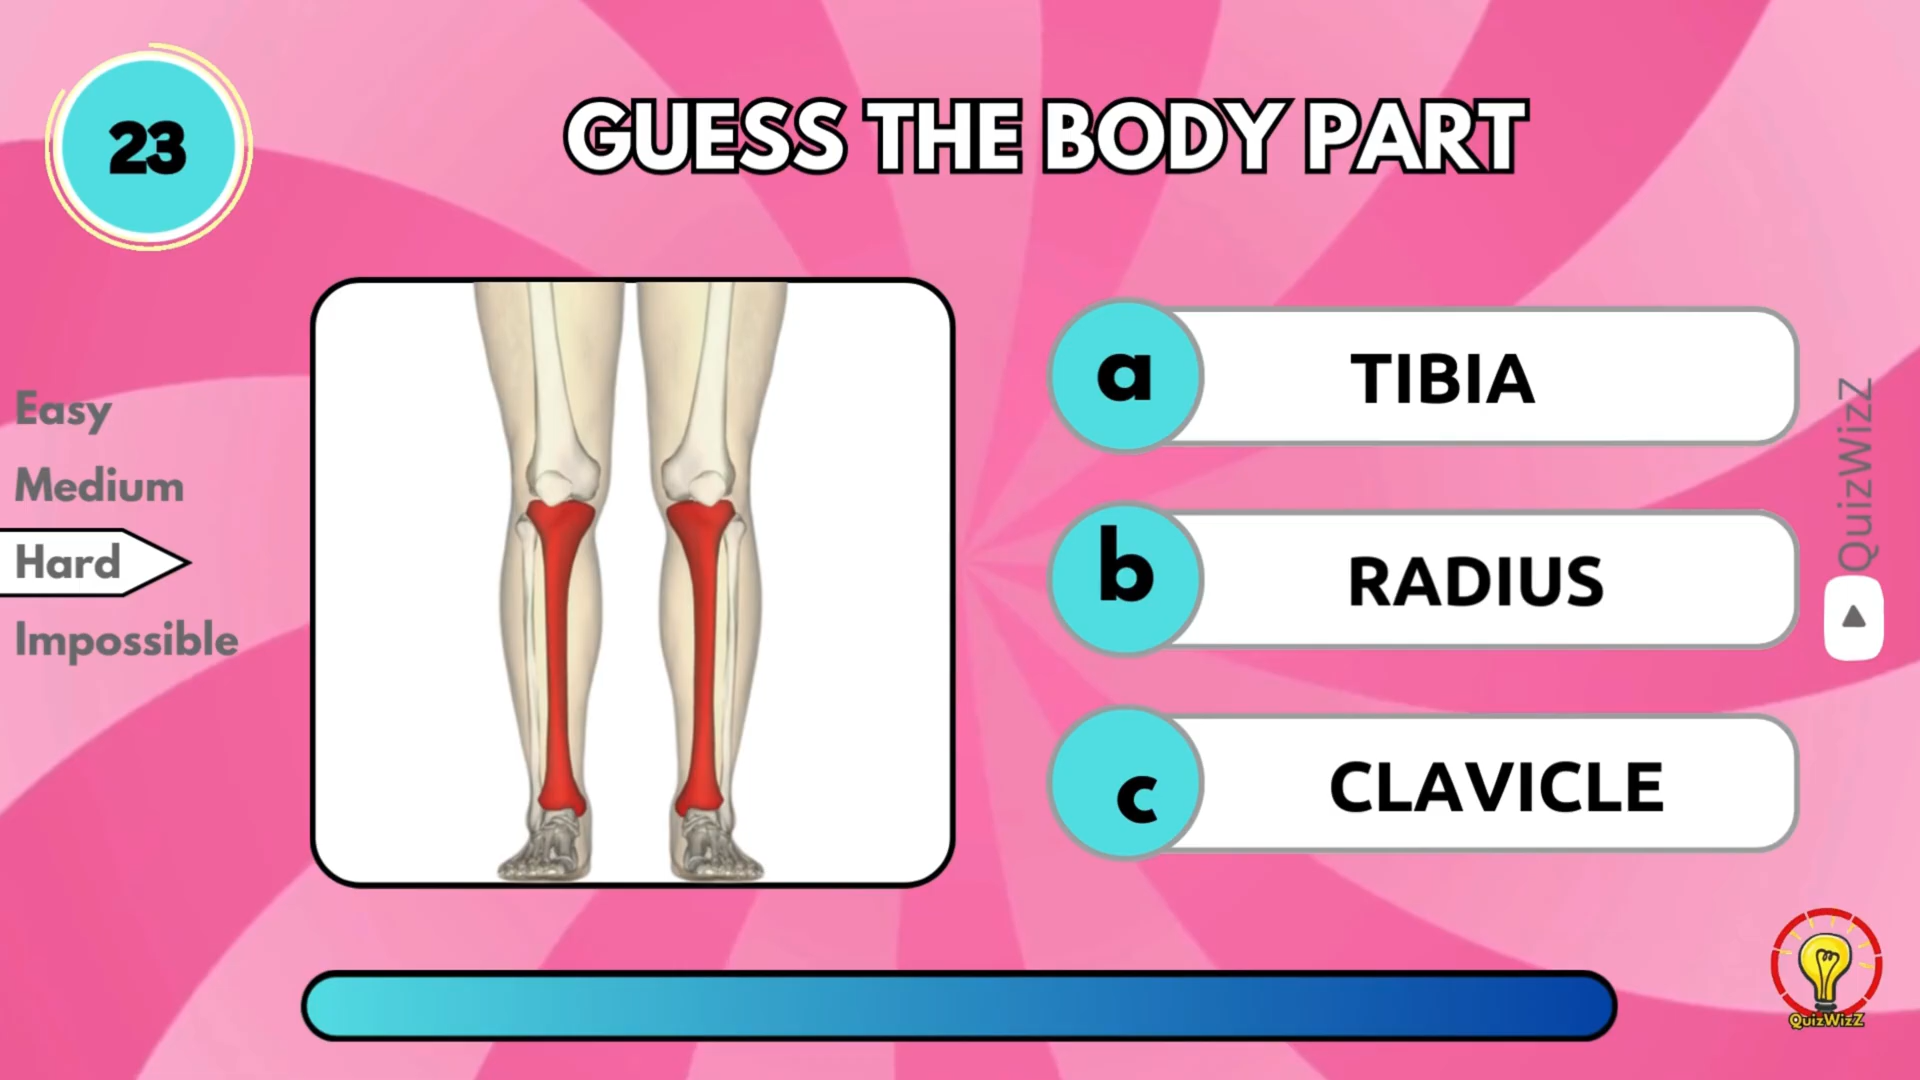 23
GUESS THE BODY PART
Easy
Medium
Hard
Impossible
a TIBIA
b RADIUS
c CLAVICLE
QuizWizZ
QuizWizZ